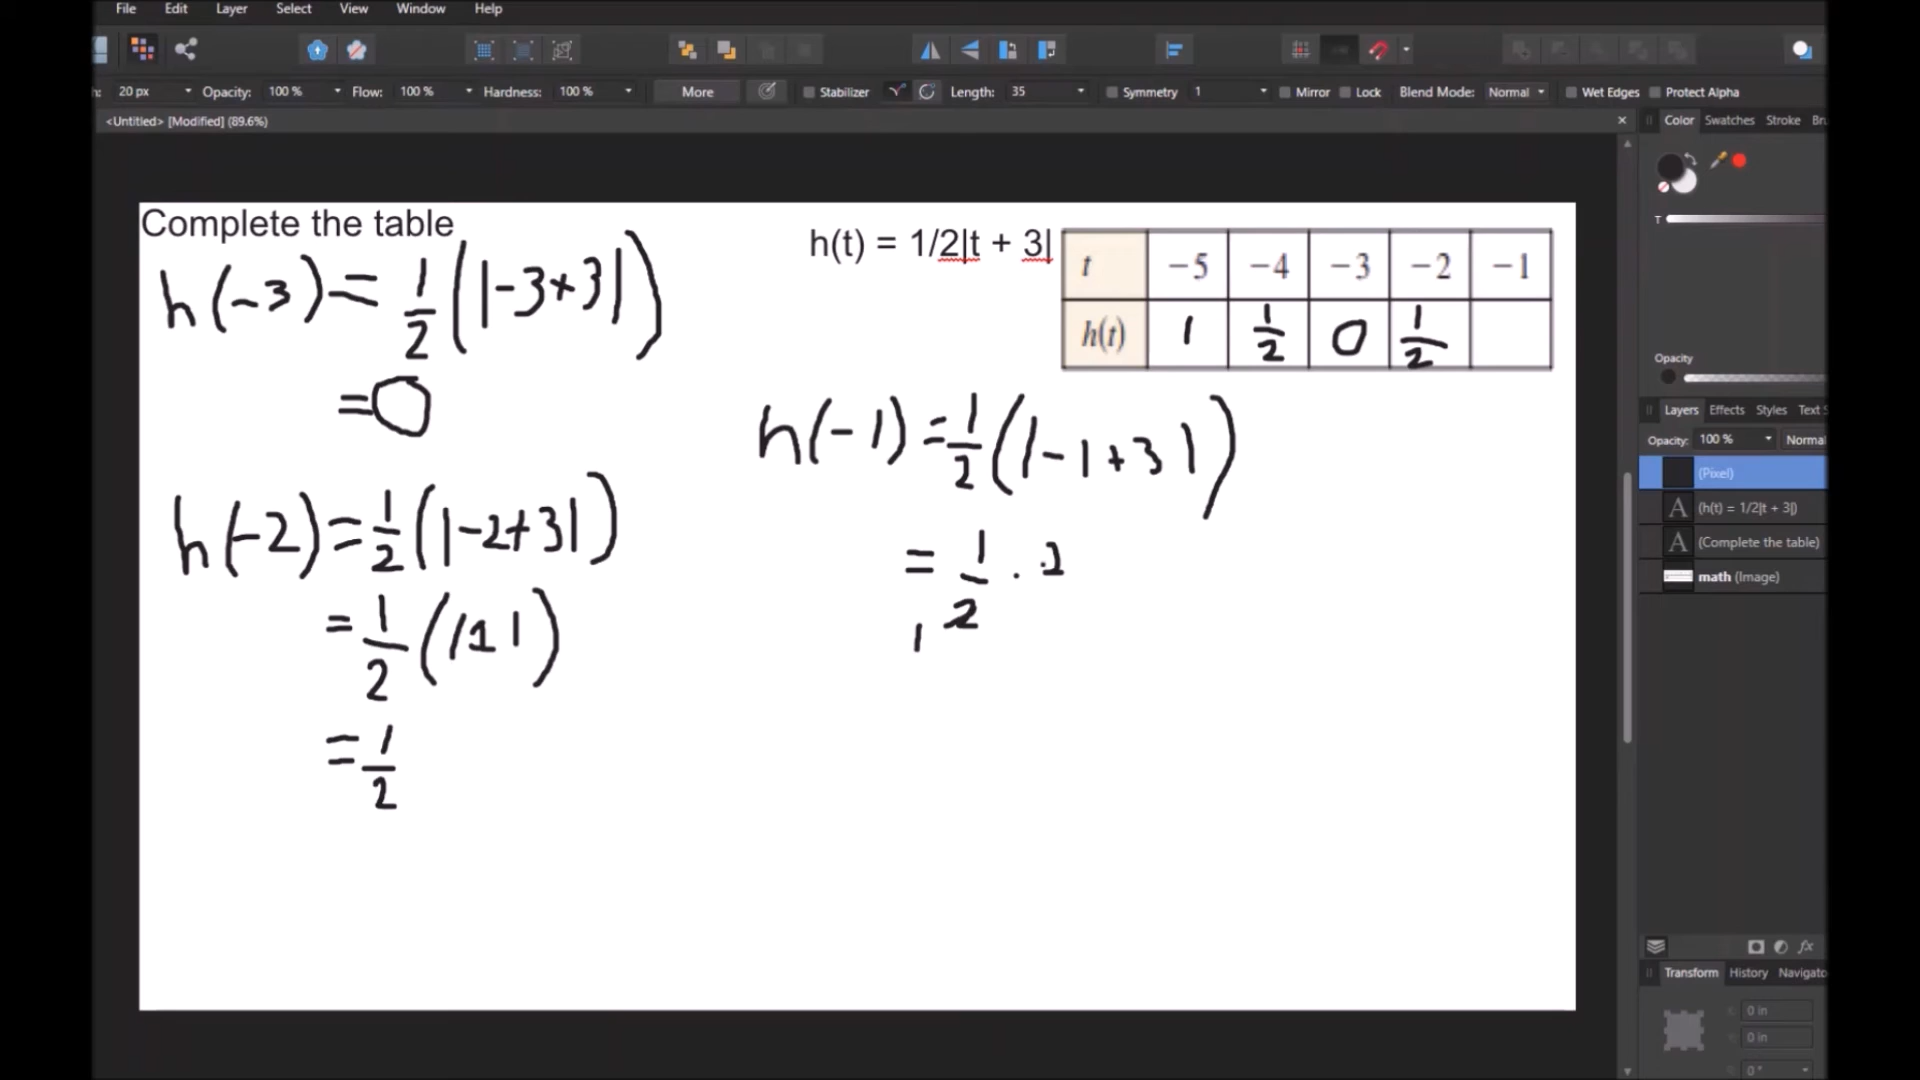 File Edit Layer Select View Window Help
20 px Opacity: 100 % Flow: 100 % Hardness: 100 % More Stabilizer Length: 35 Symmetry 1 Mirror Lock Blend Mode: Normal Wet Edges Protect Alpha
<Untitled> [Modified] (89.6%)
Color Swatches Stroke Bru
Complete the table
h(t) = 1/2|t + 3|
t -5 -4 -3 -2 -1
h(t) 1 1/2 0 1/2
h(-3) = 1/2 (|-3+3|)
= 0
h(-2) = 1/2 (|-2+3|)
= 1/2 (|1|)
= 1/2
h(-1) = 1/2 (|-1+3|)
= 1/2 · 2
Opacity
Layers Effects Styles Text S
Opacity: 100 % Normal
(Pixel)
A (h(t) = 1/2|t + 3|)
A (Complete the table)
math (Image)
fx
Transform History Navigato
0 in
0 in
0 °